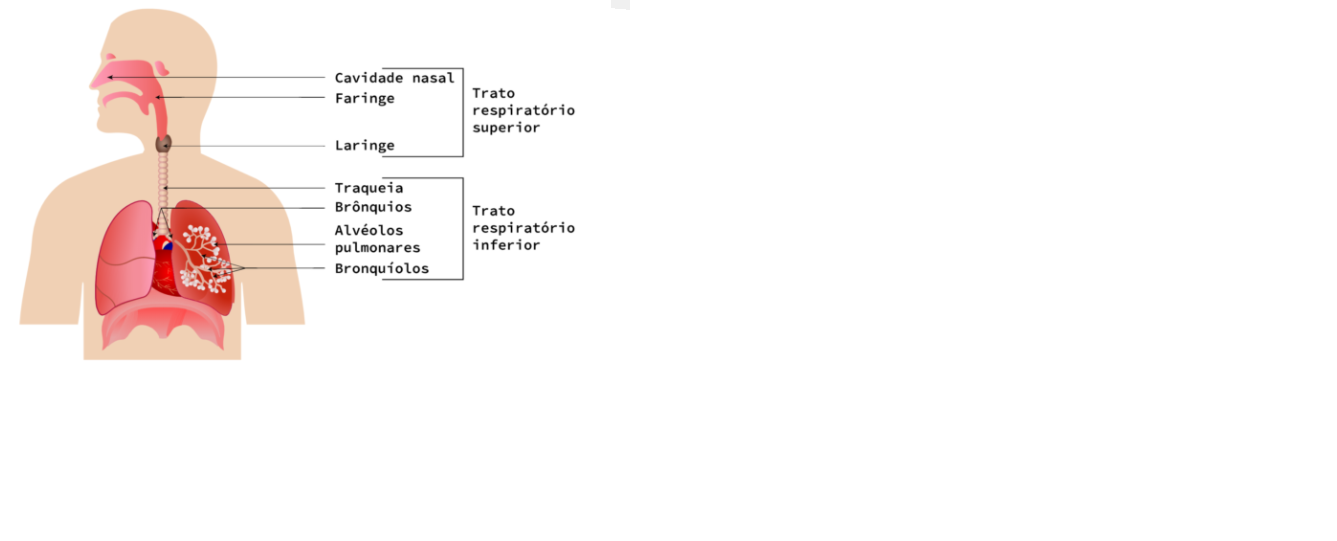 Cavidade nasal
Faringe
Laringe
Trato
respiratório
superior
Traqueia
Brônquios
Alvéolos
pulmonares
Bronquíolos
Trato
respiratório
inferior